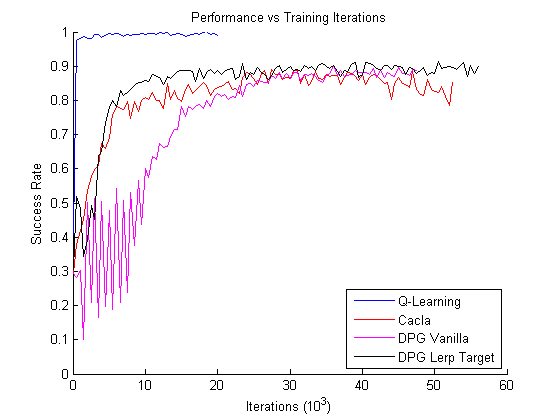 Performance vs Training Iterations
1
0.9
0.8
0.7
0.6
0.5
0.4
0.3
0.2
0.1
0
Success Rate
0
10
20
30
40
50
60
Iterations (10³)
Q-Learning
Cacla
DPG Vanilla
DPG Lerp Target